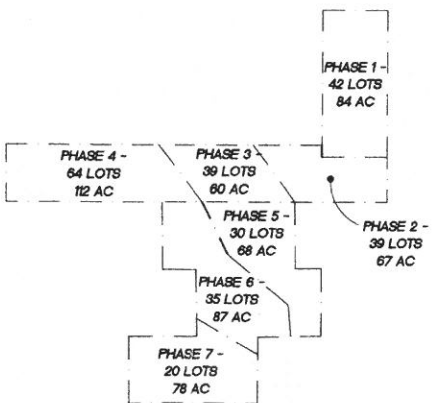 PHASE 1 -
42 LOTS
84 AC
PHASE 4 -
64 LOTS
112 AC
PHASE 3 -
39 LOTS
60 AC
PHASE 2 -
39 LOTS
67 AC
PHASE 5 -
30 LOTS
68 AC
PHASE 6 -
35 LOTS
87 AC
PHASE 7 -
20 LOTS
78 AC